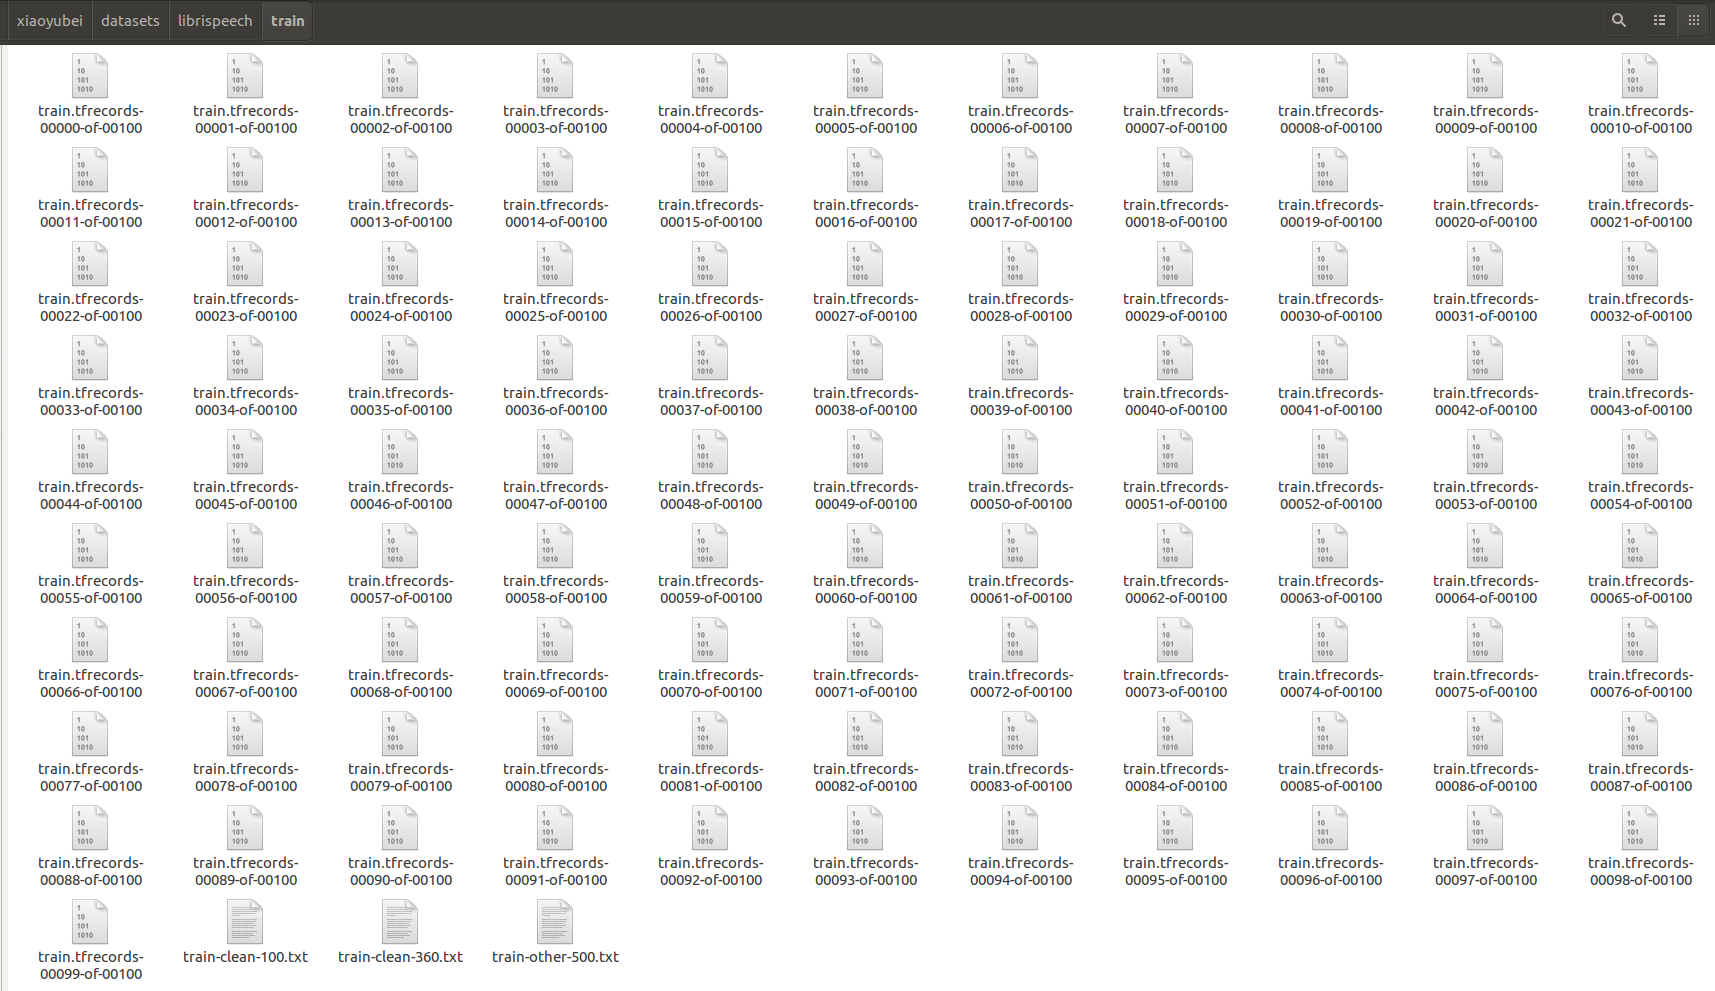 xiaoyubei datasets librispeech train
train.tfrecords- train.tfrecords- train.tfrecords- train.tfrecords- train.tfrecords- train.tfrecords- train.tfrecords- train.tfrecords- train.tfrecords- train.tfrecords- train.tfrecords-
00000-of-00100 00001-of-00100 00002-of-00100 00003-of-00100 00004-of-00100 00005-of-00100 00006-of-00100 00007-of-00100 00008-of-00100 00009-of-00100 00010-of-00100
train.tfrecords- train.tfrecords- train.tfrecords- train.tfrecords- train.tfrecords- train.tfrecords- train.tfrecords- train.tfrecords- train.tfrecords- train.tfrecords- train.tfrecords-
00011-of-00100 00012-of-00100 00013-of-00100 00014-of-00100 00015-of-00100 00016-of-00100 00017-of-00100 00018-of-00100 00019-of-00100 00020-of-00100 00021-of-00100
train.tfrecords- train.tfrecords- train.tfrecords- train.tfrecords- train.tfrecords- train.tfrecords- train.tfrecords- train.tfrecords- train.tfrecords- train.tfrecords- train.tfrecords-
00022-of-00100 00023-of-00100 00024-of-00100 00025-of-00100 00026-of-00100 00027-of-00100 00028-of-00100 00029-of-00100 00030-of-00100 00031-of-00100 00032-of-00100
train.tfrecords- train.tfrecords- train.tfrecords- train.tfrecords- train.tfrecords- train.tfrecords- train.tfrecords- train.tfrecords- train.tfrecords- train.tfrecords- train.tfrecords-
00033-of-00100 00034-of-00100 00035-of-00100 00036-of-00100 00037-of-00100 00038-of-00100 00039-of-00100 00040-of-00100 00041-of-00100 00042-of-00100 00043-of-00100
train.tfrecords- train.tfrecords- train.tfrecords- train.tfrecords- train.tfrecords- train.tfrecords- train.tfrecords- train.tfrecords- train.tfrecords- train.tfrecords- train.tfrecords-
00044-of-00100 00045-of-00100 00046-of-00100 00047-of-00100 00048-of-00100 00049-of-00100 00050-of-00100 00051-of-00100 00052-of-00100 00053-of-00100 00054-of-00100
train.tfrecords- train.tfrecords- train.tfrecords- train.tfrecords- train.tfrecords- train.tfrecords- train.tfrecords- train.tfrecords- train.tfrecords- train.tfrecords- train.tfrecords-
00055-of-00100 00056-of-00100 00057-of-00100 00058-of-00100 00059-of-00100 00060-of-00100 00061-of-00100 00062-of-00100 00063-of-00100 00064-of-00100 00065-of-00100
train.tfrecords- train.tfrecords- train.tfrecords- train.tfrecords- train.tfrecords- train.tfrecords- train.tfrecords- train.tfrecords- train.tfrecords- train.tfrecords- train.tfrecords-
00066-of-00100 00067-of-00100 00068-of-00100 00069-of-00100 00070-of-00100 00071-of-00100 00072-of-00100 00073-of-00100 00074-of-00100 00075-of-00100 00076-of-00100
train.tfrecords- train.tfrecords- train.tfrecords- train.tfrecords- train.tfrecords- train.tfrecords- train.tfrecords- train.tfrecords- train.tfrecords- train.tfrecords- train.tfrecords-
00077-of-00100 00078-of-00100 00079-of-00100 00080-of-00100 00081-of-00100 00082-of-00100 00083-of-00100 00084-of-00100 00085-of-00100 00086-of-00100 00087-of-00100
train.tfrecords- train.tfrecords- train.tfrecords- train.tfrecords- train.tfrecords- train.tfrecords- train.tfrecords- train.tfrecords- train.tfrecords- train.tfrecords- train.tfrecords-
00088-of-00100 00089-of-00100 00090-of-00100 00091-of-00100 00092-of-00100 00093-of-00100 00094-of-00100 00095-of-00100 00096-of-00100 00097-of-00100 00098-of-00100
train.tfrecords- train-clean-100.txt train-clean-360.txt train-other-500.txt
00099-of-00100